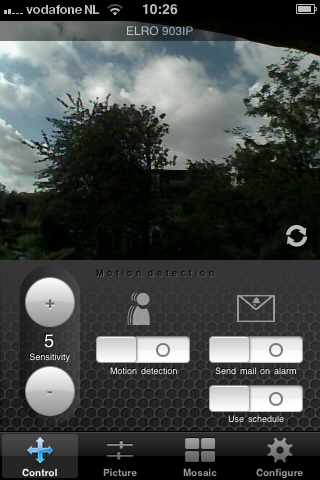 vodafone NL 10:26
ELRO 903IP
Motion detection
+
5
Sensitivity
-
Motion detection
Send mail on alarm
Use schedule
Control Picture Mosaic Configure